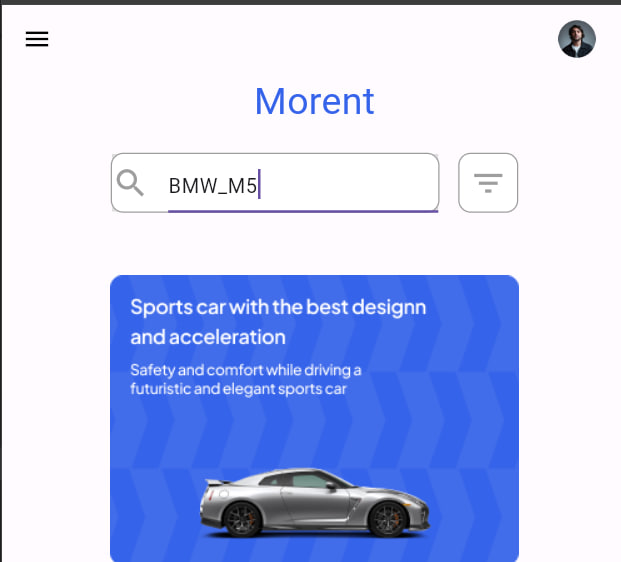 Morent
BMW_M5
Sports car with the best designn
and acceleration
Safety and comfort while driving a
futuristic and elegant sports car